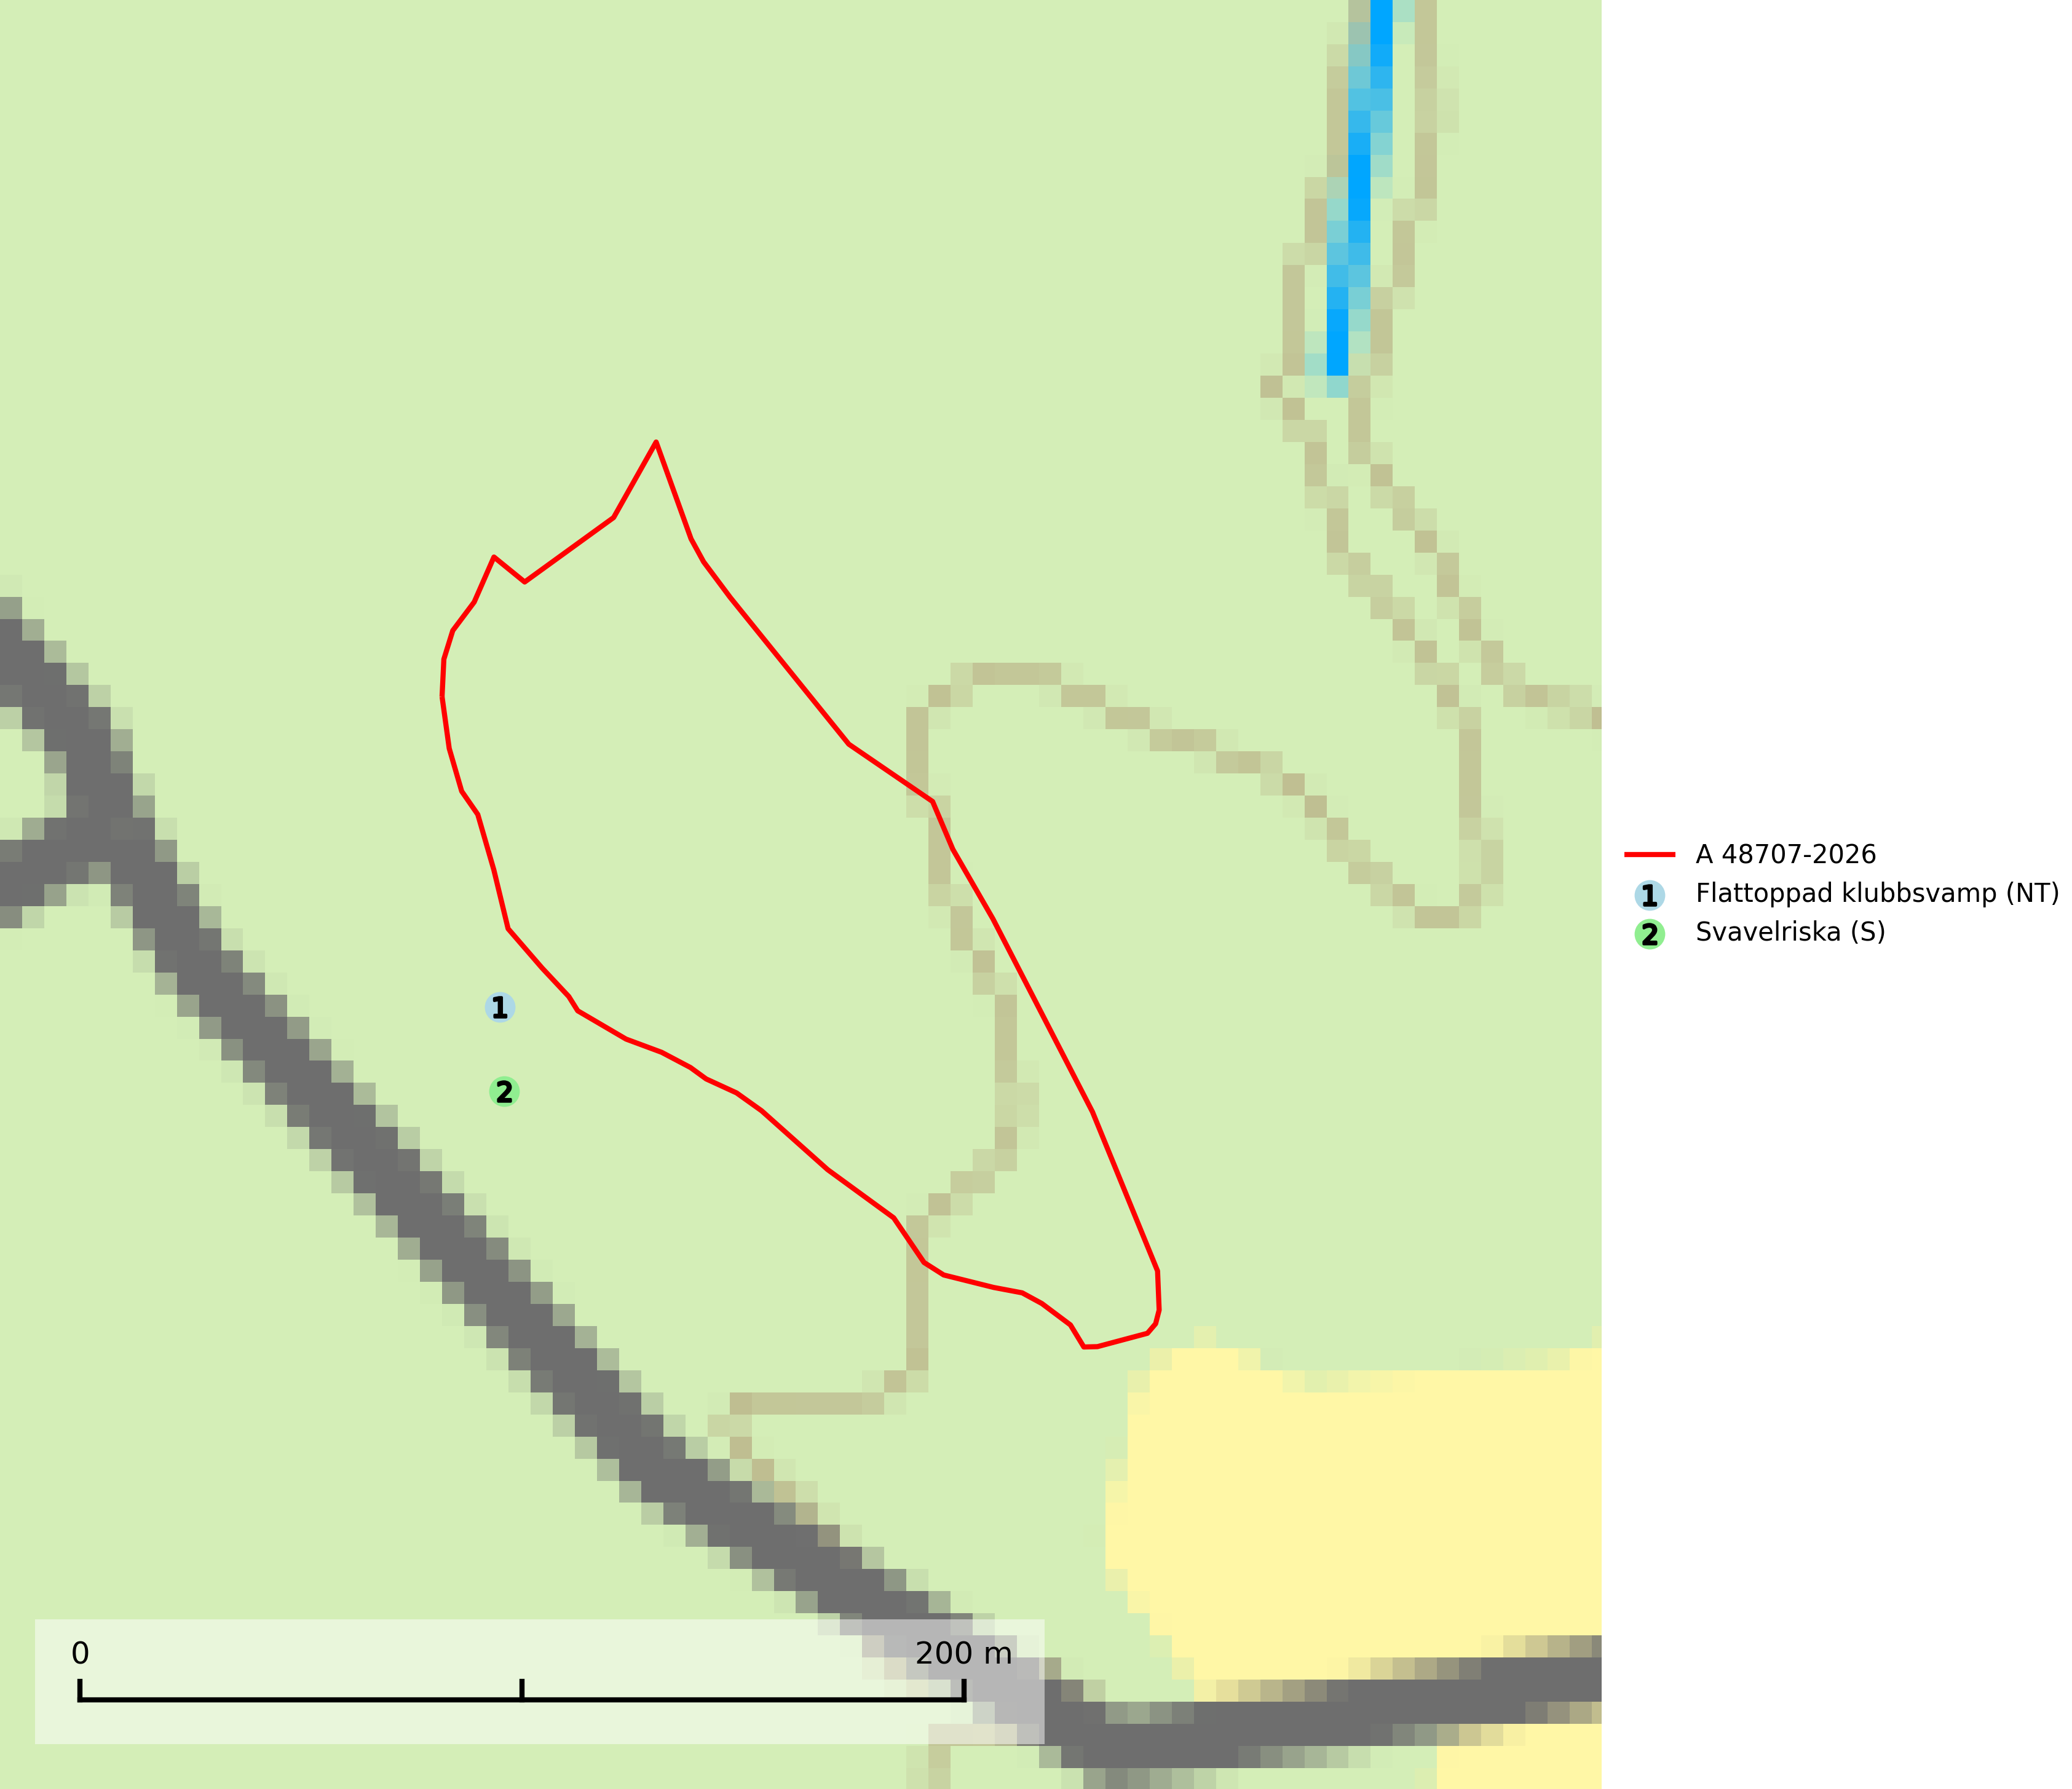 A 48707-2026
1 Flattoppad klubbsvamp (NT)
2 Svavelriska (S)
1
2
0 200 m